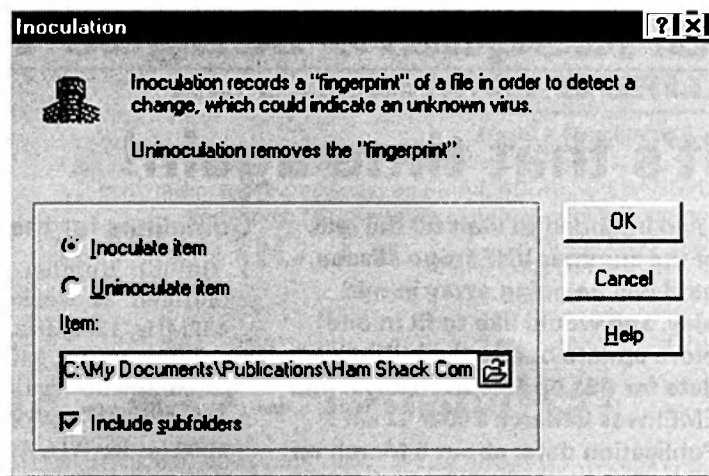 Inoculation
Inoculation records a "fingerprint" of a file in order to detect a
change, which could indicate an unknown virus.
Uninoculation removes the "fingerprint".
Inoculate item
Uninoculate item
Item:
C:\My Documents\Publications\Ham Shack Com
Include subfolders
OK
Cancel
Help